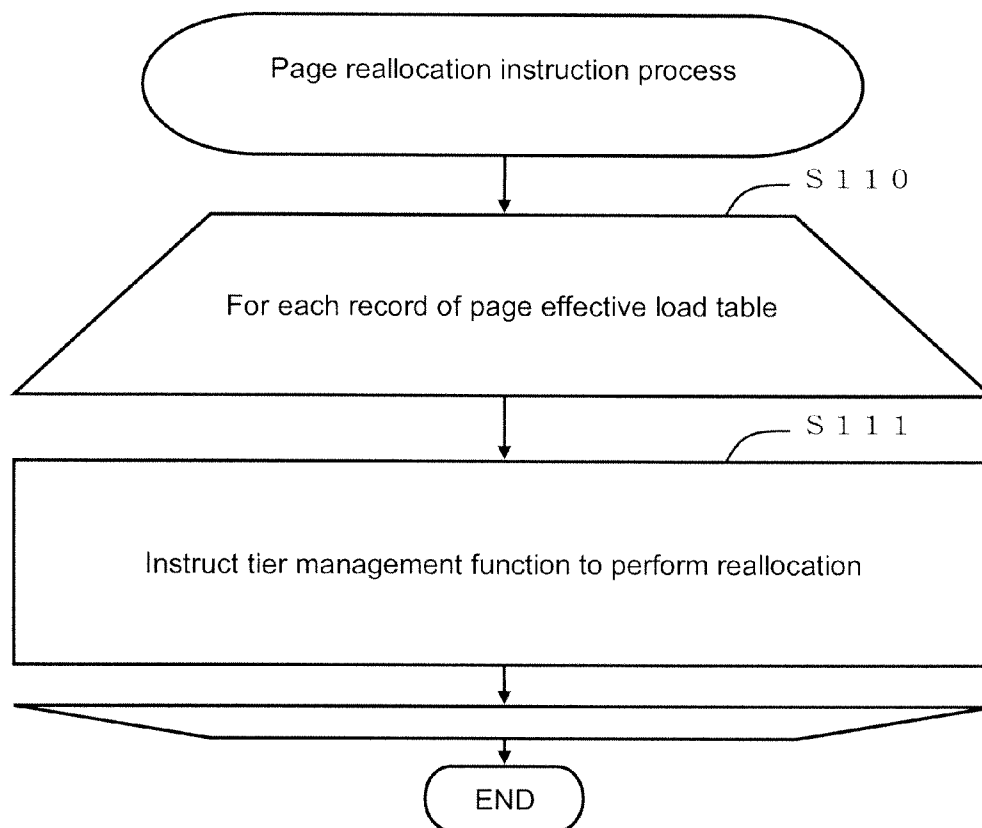 Page reallocation instruction process
S110
For each record of page effective load table
S111
Instruct tier management function to perform reallocation
END